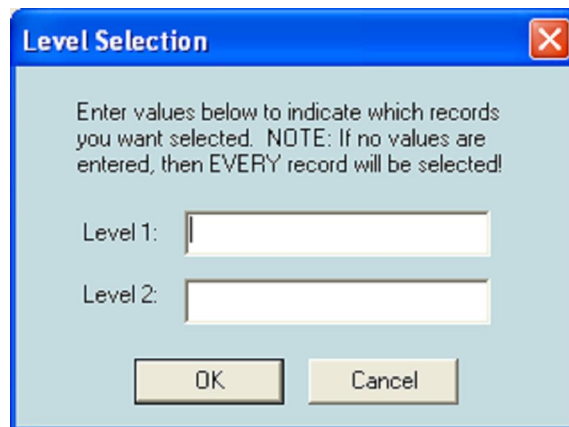 Level Selection
Enter values below to indicate which records
you want selected.  NOTE: If no values are
entered, then EVERY record will be selected!
Level 1:
Level 2:
OK Cancel